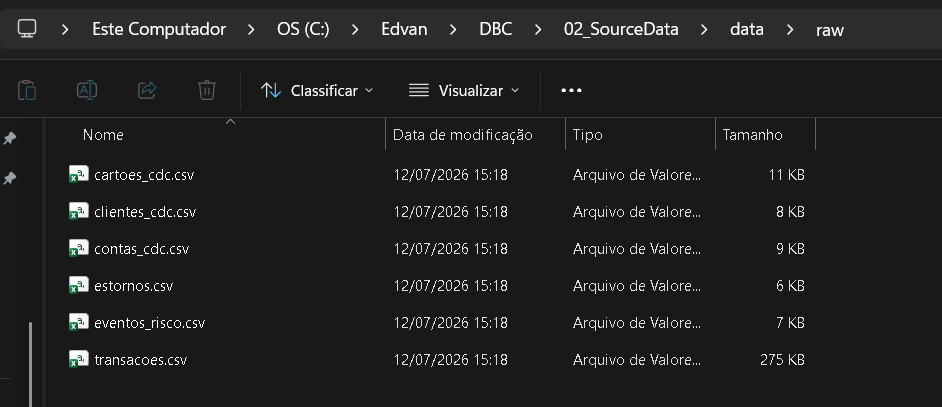 Este Computador > OS (C:) > Edvan > DBC > 02_SourceData > data > raw
Classificar Visualizar
Nome Data de modificação Tipo Tamanho
cartoes_cdc.csv 12/07/2026 15:18 Arquivo de Valore... 11 KB
clientes_cdc.csv 12/07/2026 15:18 Arquivo de Valore... 8 KB
contas_cdc.csv 12/07/2026 15:18 Arquivo de Valore... 9 KB
estornos.csv 12/07/2026 15:18 Arquivo de Valore... 6 KB
eventos_risco.csv 12/07/2026 15:18 Arquivo de Valore... 7 KB
transacoes.csv 12/07/2026 15:18 Arquivo de Valore... 275 KB